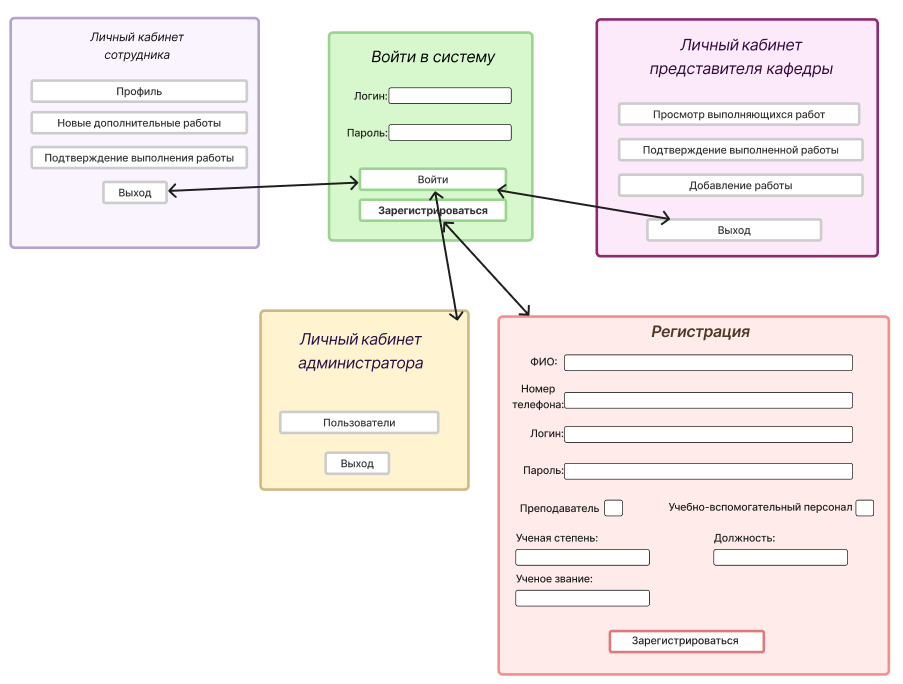 Личный кабинет
сотрудника
Профиль
Новые дополнительные работы
Подтверждение выполнения работы
Выход
Войти в систему
Логин:
Пароль:
Войти
Зарегистрироваться
Личный кабинет
представителя кафедры
Просмотр выполняющихся работ
Подтверждение выполненной работы
Добавление работы
Выход
Личный кабинет
администратора
Пользователи
Выход
Регистрация
ФИО:
Номер
телефона:
Логин:
Пароль:
Преподаватель
Учебно-вспомогательный персонал
Ученая степень:
Должность:
Ученое звание:
Зарегистрироваться